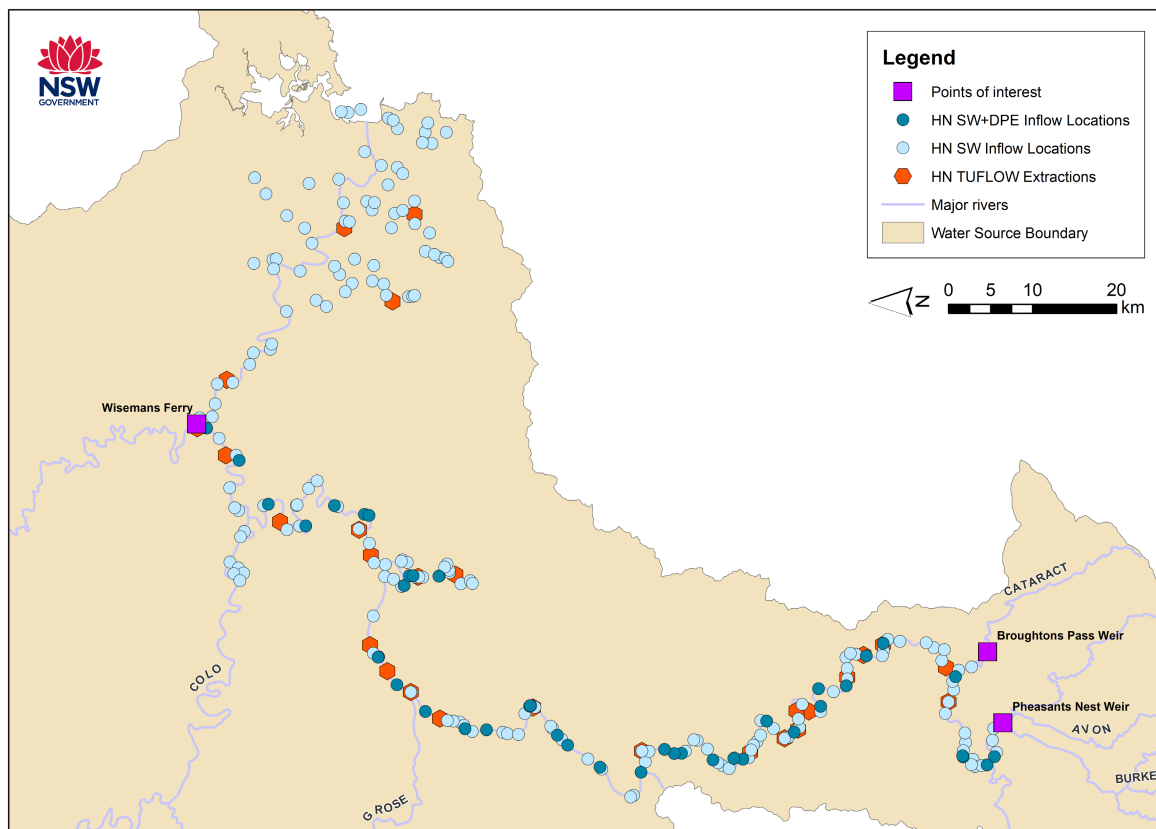 NSW
GOVERNMENT
Legend
Points of interest
HN SW+DPE Inflow Locations
HN SW Inflow Locations
HN TUFLOW Extractions
Major rivers
Water Source Boundary
N
0 5 10 20
km
Wisemans Ferry
CATARACT
Broughtons Pass Weir
COLO
Pheasants Nest Weir
AVON
BURKE
G ROSE